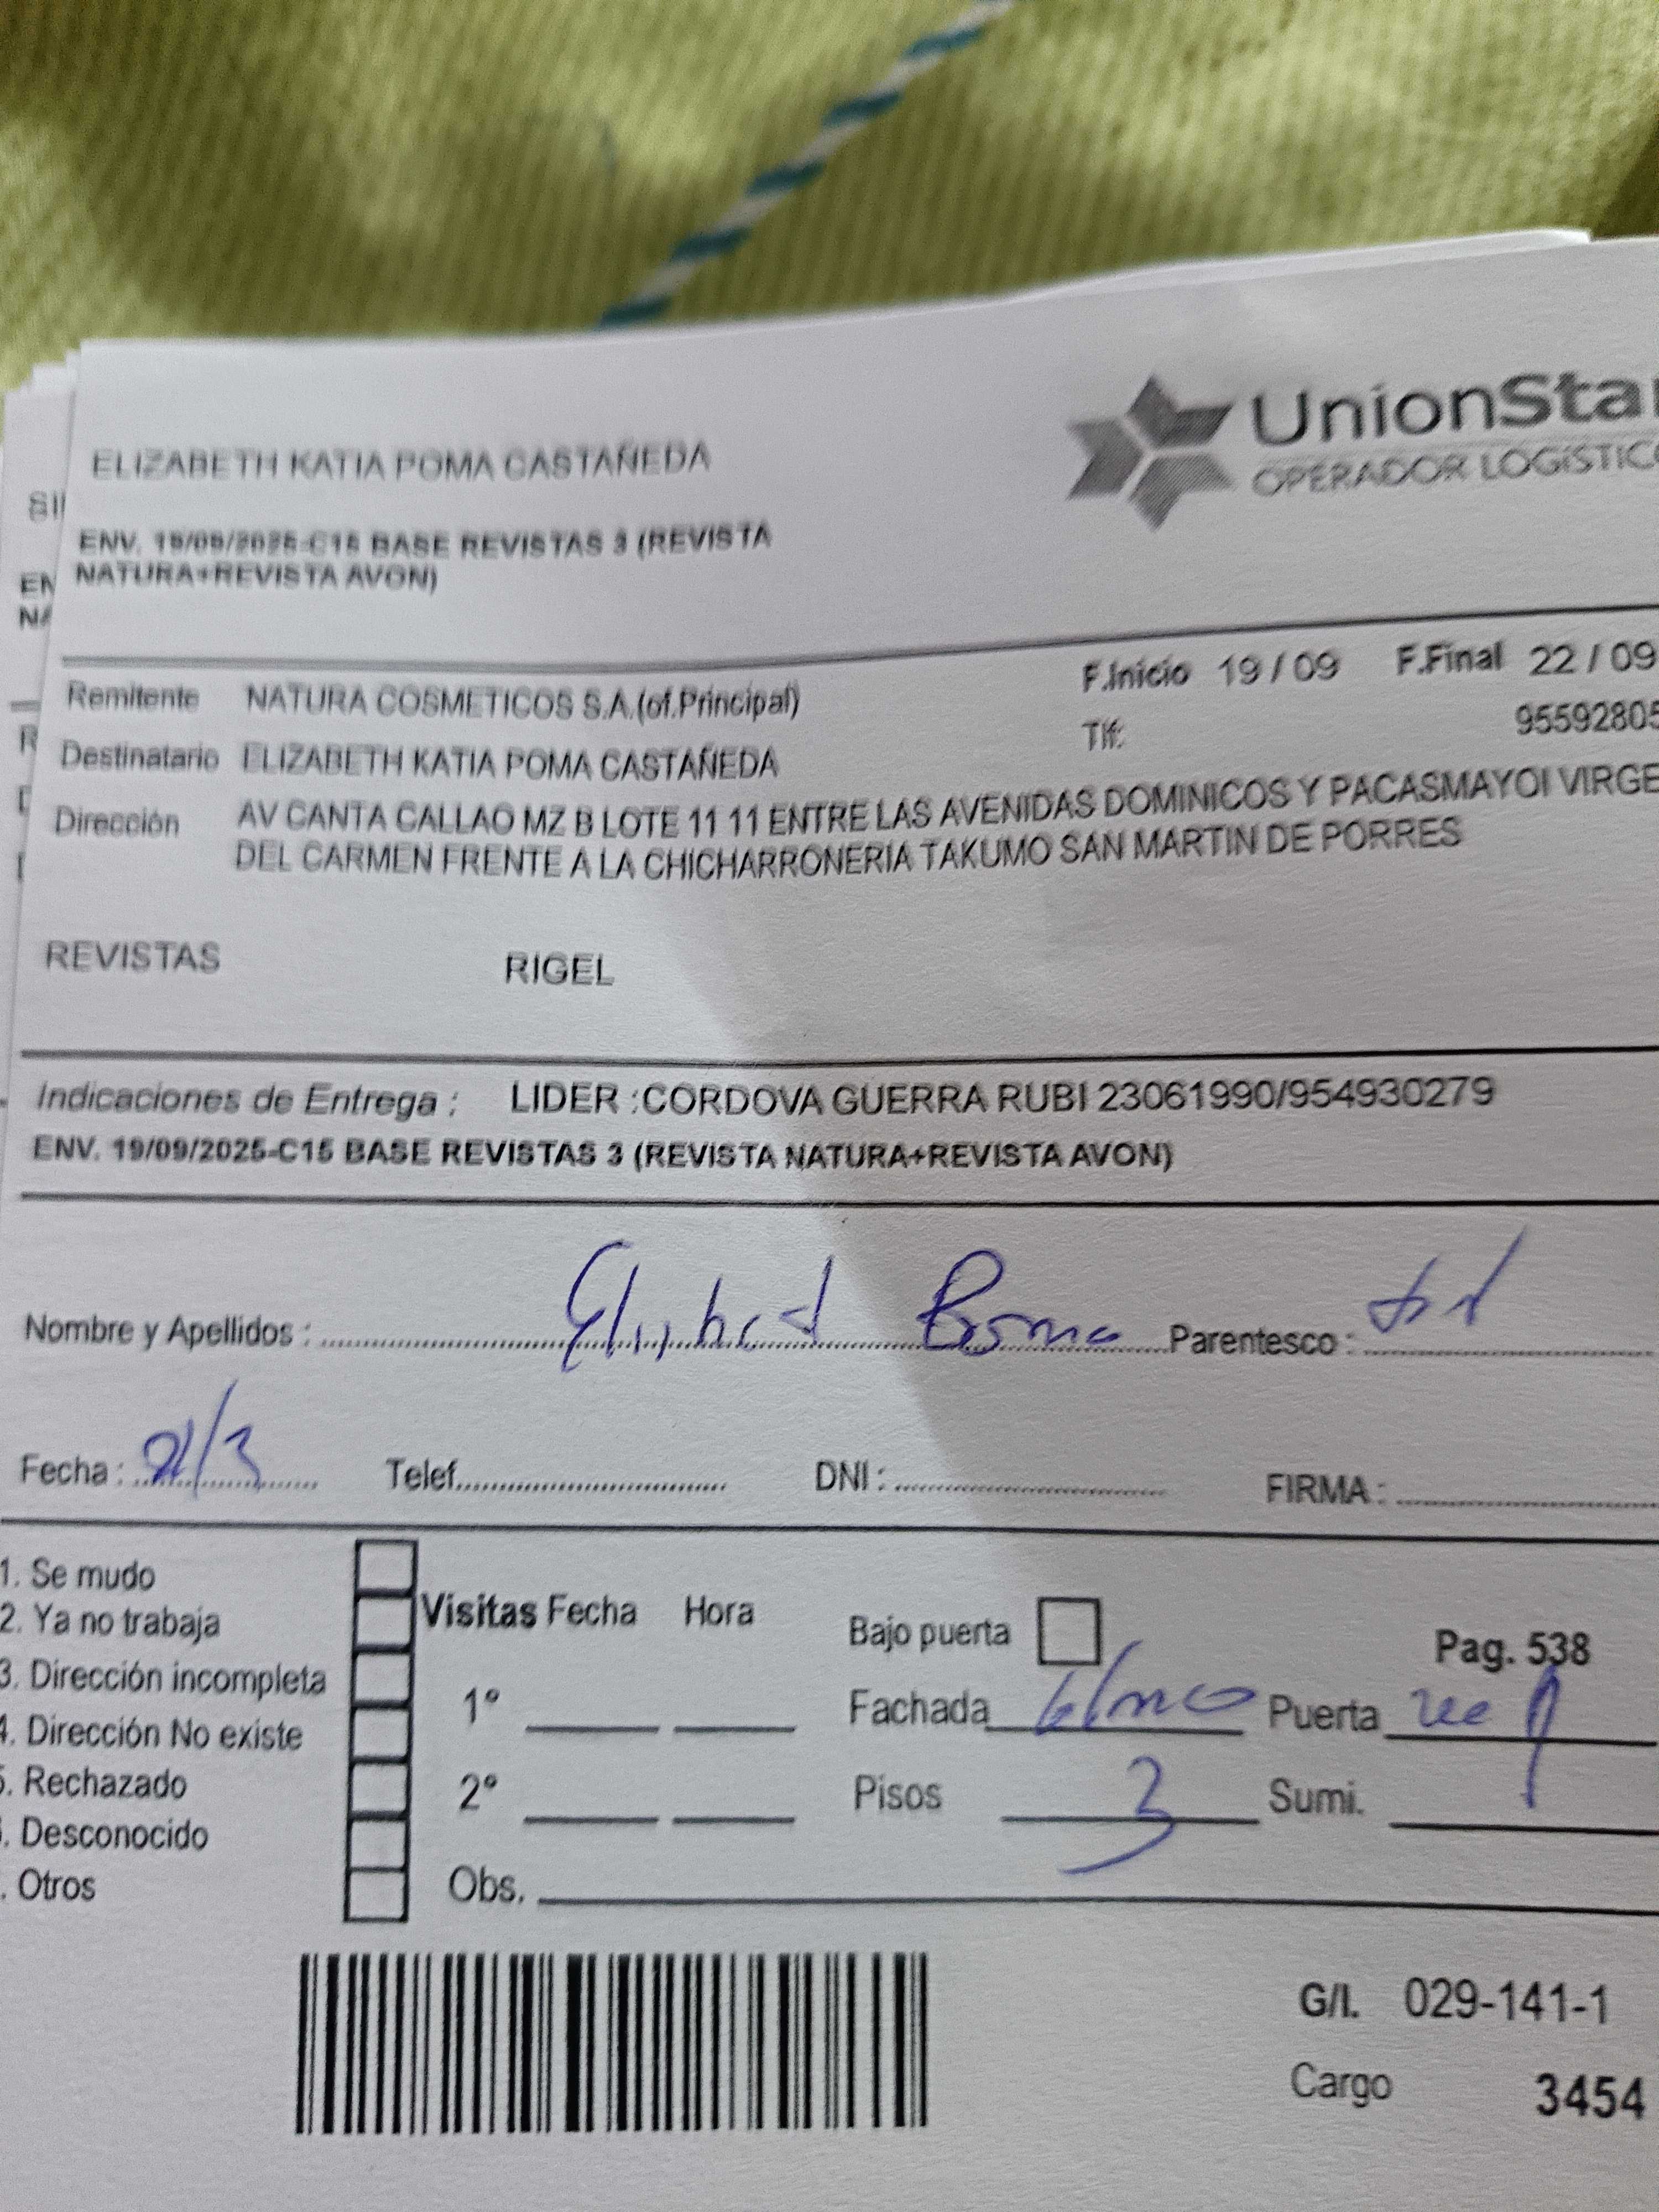 UnionStar
OPERADOR LOGÍSTICO
ELIZABETH KATIA POMA CASTAÑEDA
ENV. 19/09/2025-C15 BASE REVISTAS 3 (REVISTA
NATURA+REVISTA AVON)
Remitente NATURA COSMETICOS S.A.(of.Principal) F.Inicio 19 / 09 F.Final 22 / 09
Destinatario ELIZABETH KATIA POMA CASTAÑEDA Tlf: 95592805
Dirección AV CANTA CALLAO MZ B LOTE 11 11 ENTRE LAS AVENIDAS DOMINICOS Y PACASMAYOI VIRGE
DEL CARMEN FRENTE A LA CHICHARRONERIA TAKUMO SAN MARTIN DE PORRES
REVISTAS RIGEL
Indicaciones de Entrega : LIDER :CORDOVA GUERRA RUBI 23061990/954930279
ENV. 19/09/2025-C15 BASE REVISTAS 3 (REVISTA NATURA+REVISTA AVON)
Nombre y Apellidos : Poma Parentesco :
Fecha : Telef. DNI : FIRMA :
1. Se mudo
2. Ya no trabaja
3. Dirección incompleta
4. Dirección No existe
5. Rechazado
. Desconocido
. Otros
Visitas Fecha Hora
1º
2º
Obs.
Bajo puerta
Pag. 538
Fachada blanco Puerta
Pisos 3 Sumi.
G/I. 029-141-1
Cargo 3454